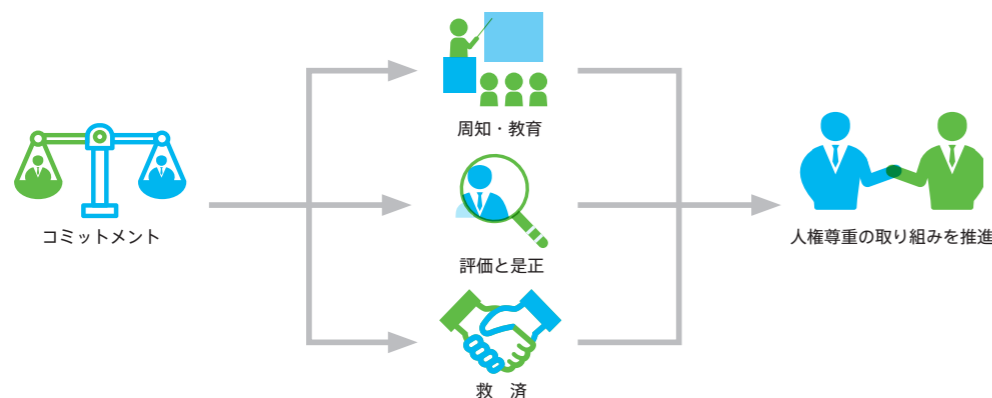 コミットメント
周知・教育
評価と是正
救　済
人権尊重の取り組みを推進